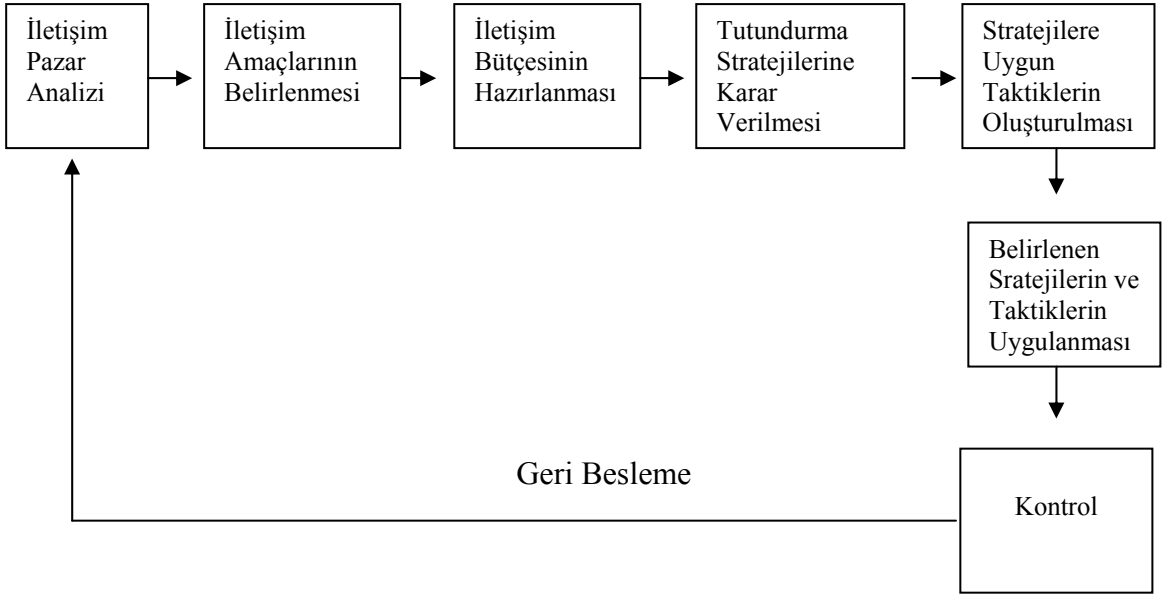 İletişim
Pazar
Analizi
İletişim
Amaçlarının
Belirlenmesi
İletişim
Bütçesinin
Hazırlanması
Tutundurma
Stratejilerine
Karar
Verilmesi
Stratejilere
Uygun
Taktiklerin
Oluşturulması
Belirlenen
Sratejilerin ve
Taktiklerin
Uygulanması
Geri Besleme
Kontrol